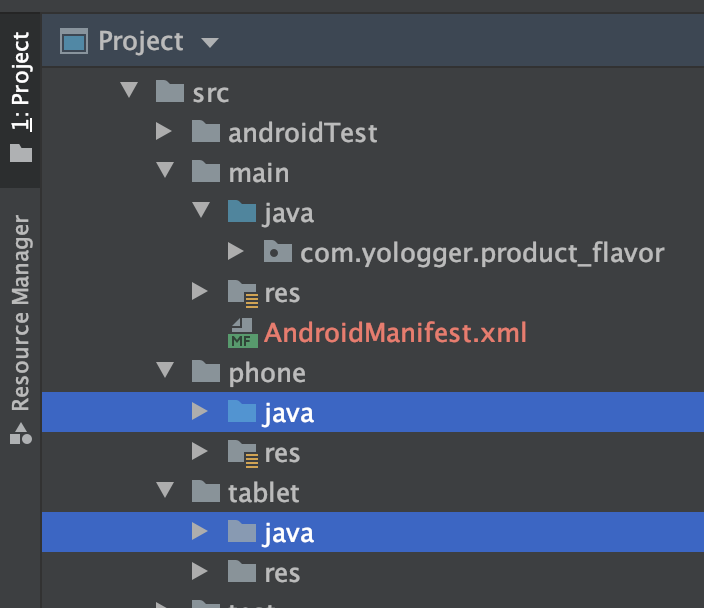 Project
1: Project
src
androidTest
main
java
com.yologger.product_flavor
res
MF AndroidManifest.xml
phone
java
res
tablet
java
res
Resource Manager